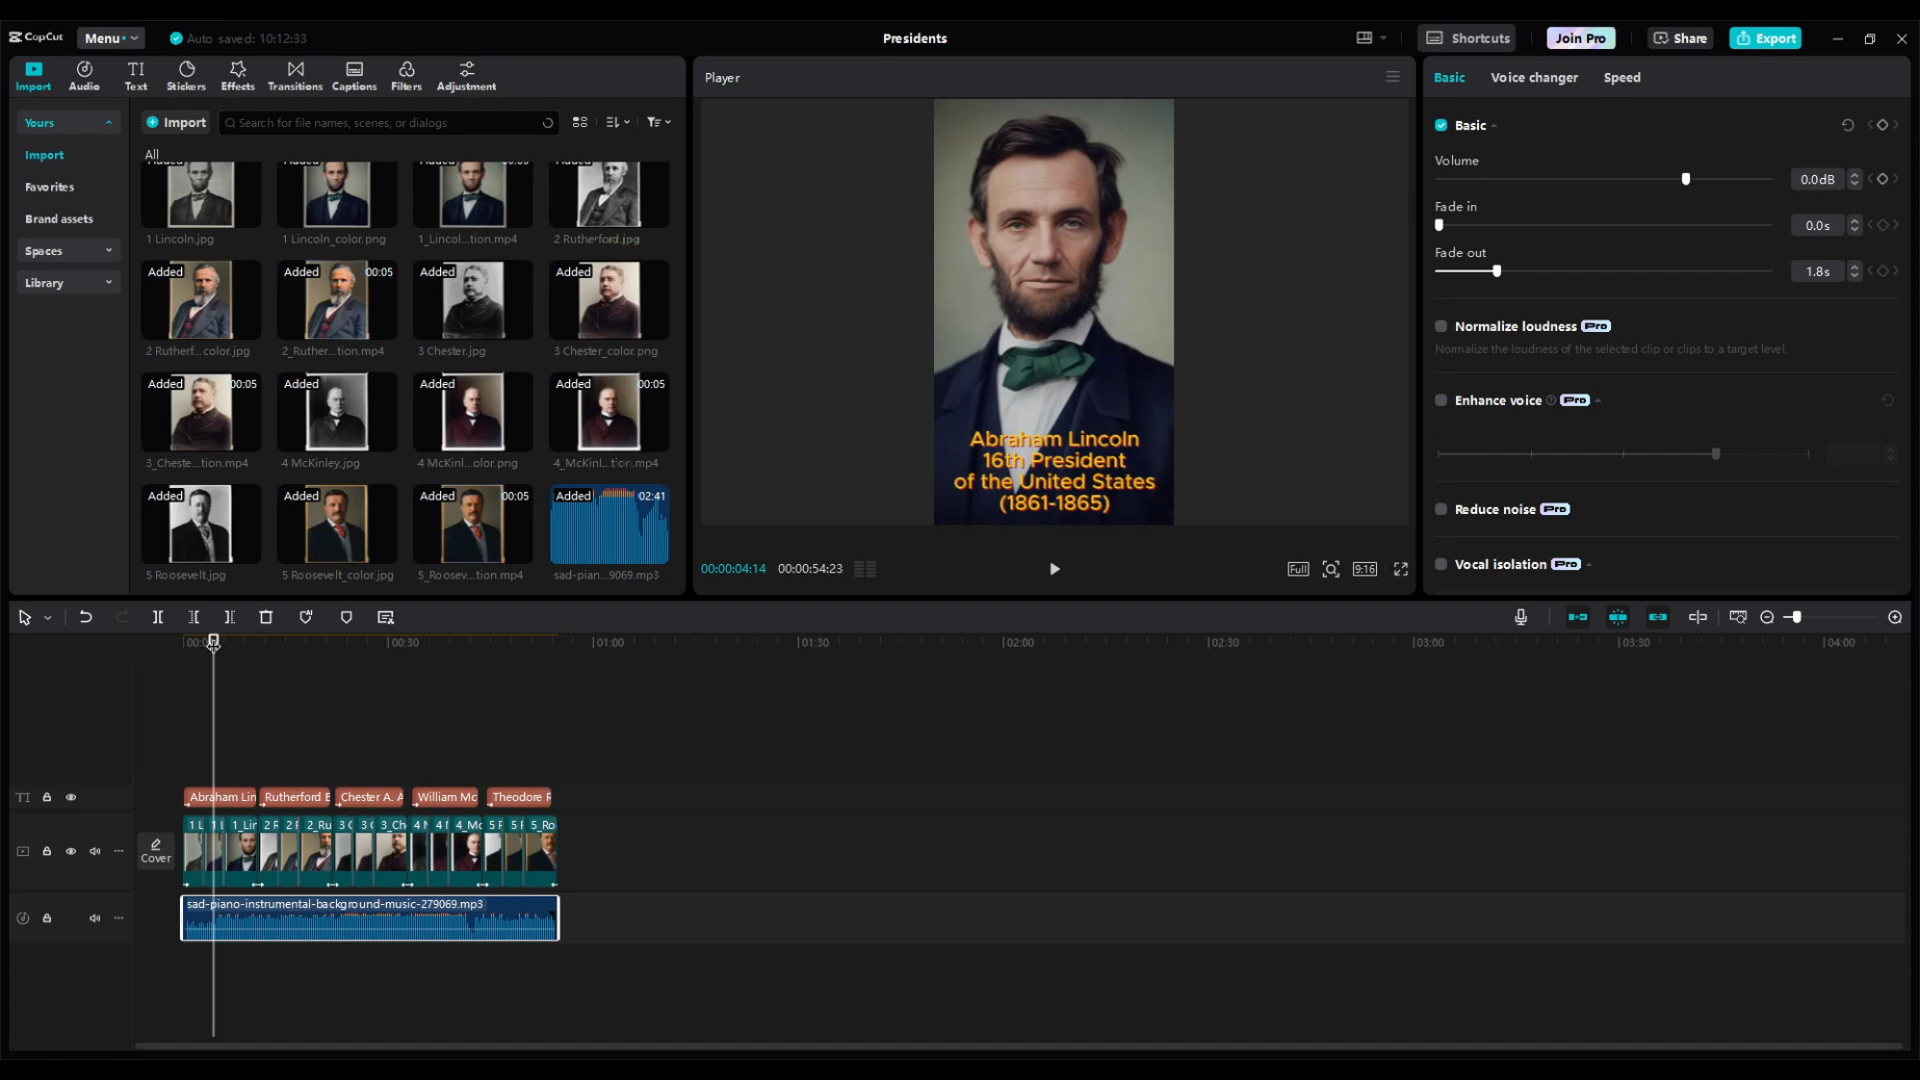 CapCut
Menu
Auto saved: 10:12:33
Presidents
Shortcuts
Join Pro
Share
Export
Import
Audio
Text
Stickers
Effects
Transitions
Captions
Filters
Adjustment
Player
Basic
Voice changer
Speed
Yours
Import
Search for file names, scenes, or dialogs
Import
Favorites
Brand assets
Spaces
Library
All
1 Lincoln.jpg
1 Lincoln_color.png
1_Lincol...tion.mp4
2 Rutherford.jpg
Added
Added
00:05
Added
Added
2 Rutherf...color.jpg
2_Ruther...tion.mp4
3 Chester.jpg
3 Chester_color.png
Added
00:05
Added
Added
Added
00:05
3_Cheste...tion.mp4
4 McKinley.jpg
4 McKinl...olor.png
4_McKinl...tion.mp4
Added
Added
Added
00:05
Added
02:41
5 Roosevelt.jpg
5 Roosevelt_color.jpg
5_Roosev...tion.mp4
sad-pian...9069.mp3
Abraham Lincoln
16th President
of the United States
(1861-1865)
00:00:04:14
00:00:54:23
Full
9:16
Basic
Volume
0.0dB
Fade in
0.0s
Fade out
1.8s
Normalize loudness Pro
Normalize the loudness of the selected clip or clips to a target level.
Enhance voice Pro
Reduce noise Pro
Vocal isolation Pro
00:30
01:00
01:30
02:00
02:30
03:00
03:30
04:00
TI
Abraham Lin
Rutherford B
Chester A. A
William Mc
Theodore R
Cover
1 L
1 L
1_Lin
2 R
2 R
2_Ru
3 C
3 C
3_Ch
4 M
4 M
4_Mc
5 R
5 R
5_Ro
sad-piano-instrumental-background-music-279069.mp3